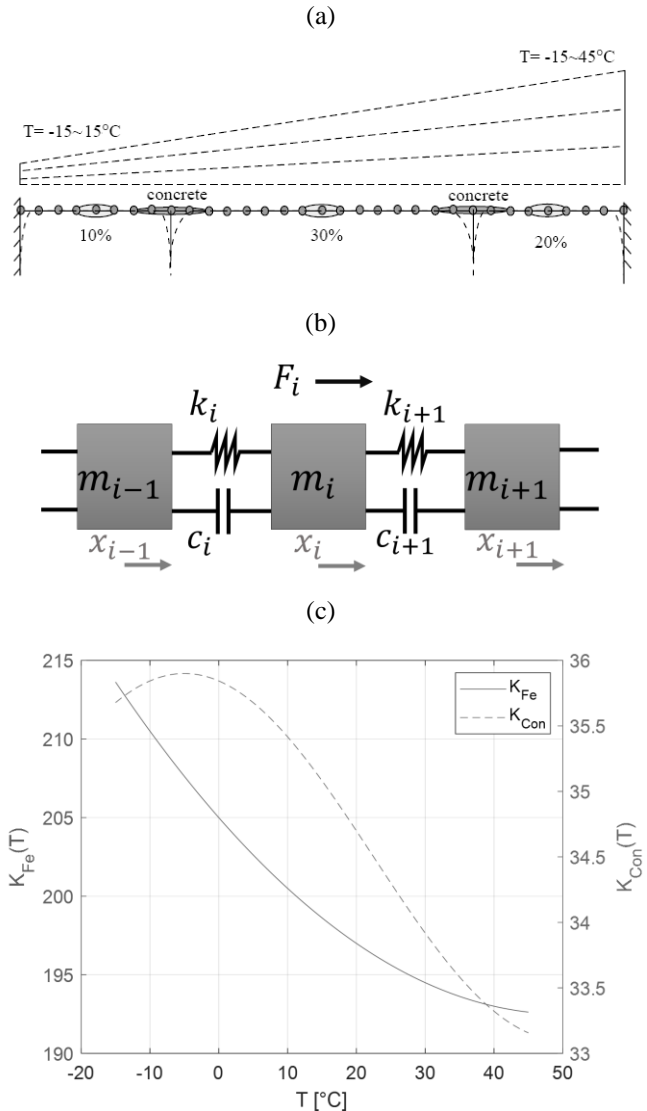 (a)
T= -15~45°C
T= -15~15°C
concrete concrete
10% 30% 20%
(b)
F_i
k_i k_{i+1}
m_{i-1} m_i m_{i+1}
x_{i-1} c_i x_i c_{i+1} x_{i+1}
(c)
215 36
K_Fe
K_Con
210 35.5
35
205
34.5
200
34
195
33.5
190 33
K_Fe(T)
K_Con(T)
-20 -10 0 10 20 30 40 50
T [°C]